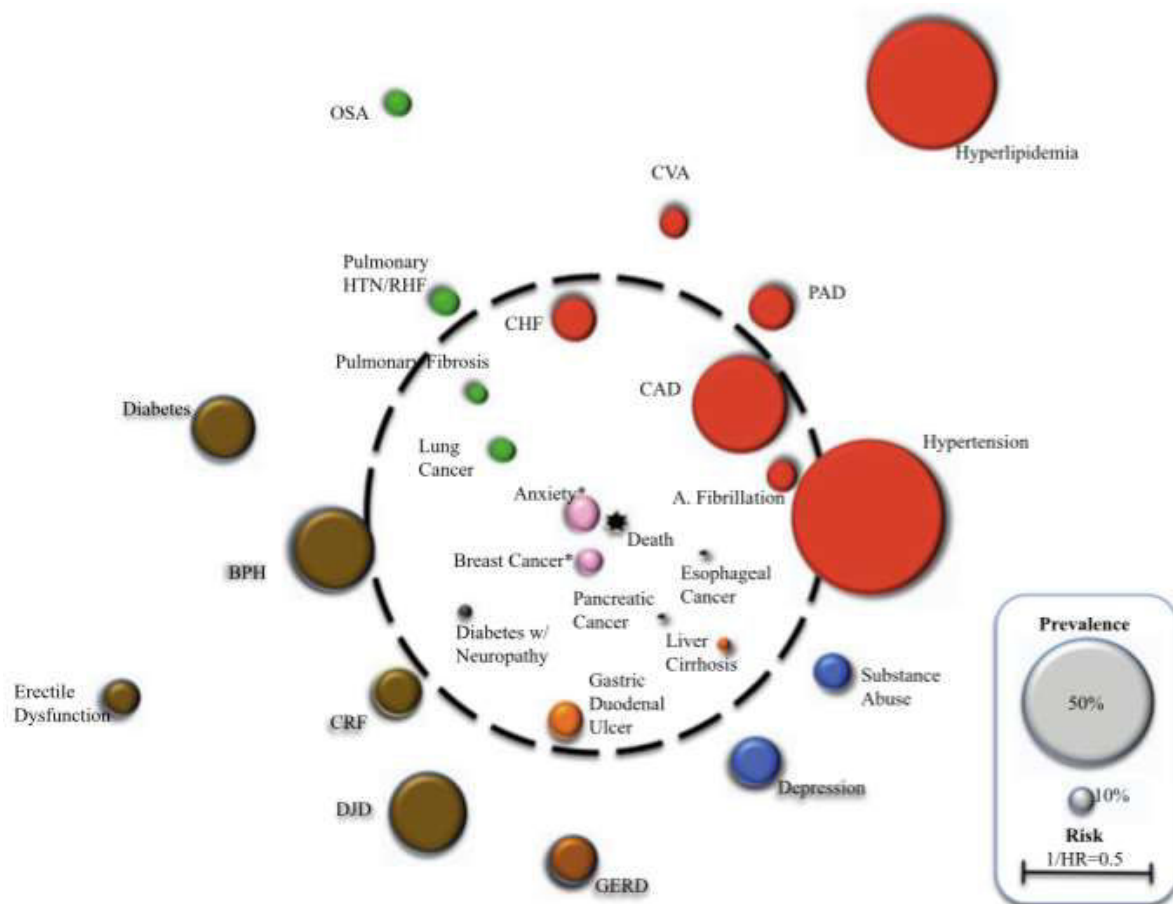 OSA
Hyperlipidemia
CVA
Pulmonary
HTN/RHF
PAD
CHF
Pulmonary Fibrosis
CAD
Diabetes
Hypertension
Lung
Cancer
Anxiety*
A. Fibrillation
Death
Breast Cancer*
Esophageal
Cancer
BPH
Pancreatic
Cancer
Diabetes w/
Neuropathy
Liver
Cirrhosis
Prevalence
50%
10%
Risk
1/HR=0.5
Substance
Abuse
Gastric
Duodenal
Ulcer
Erectile
Dysfunction
CRF
Depression
DJD
GERD